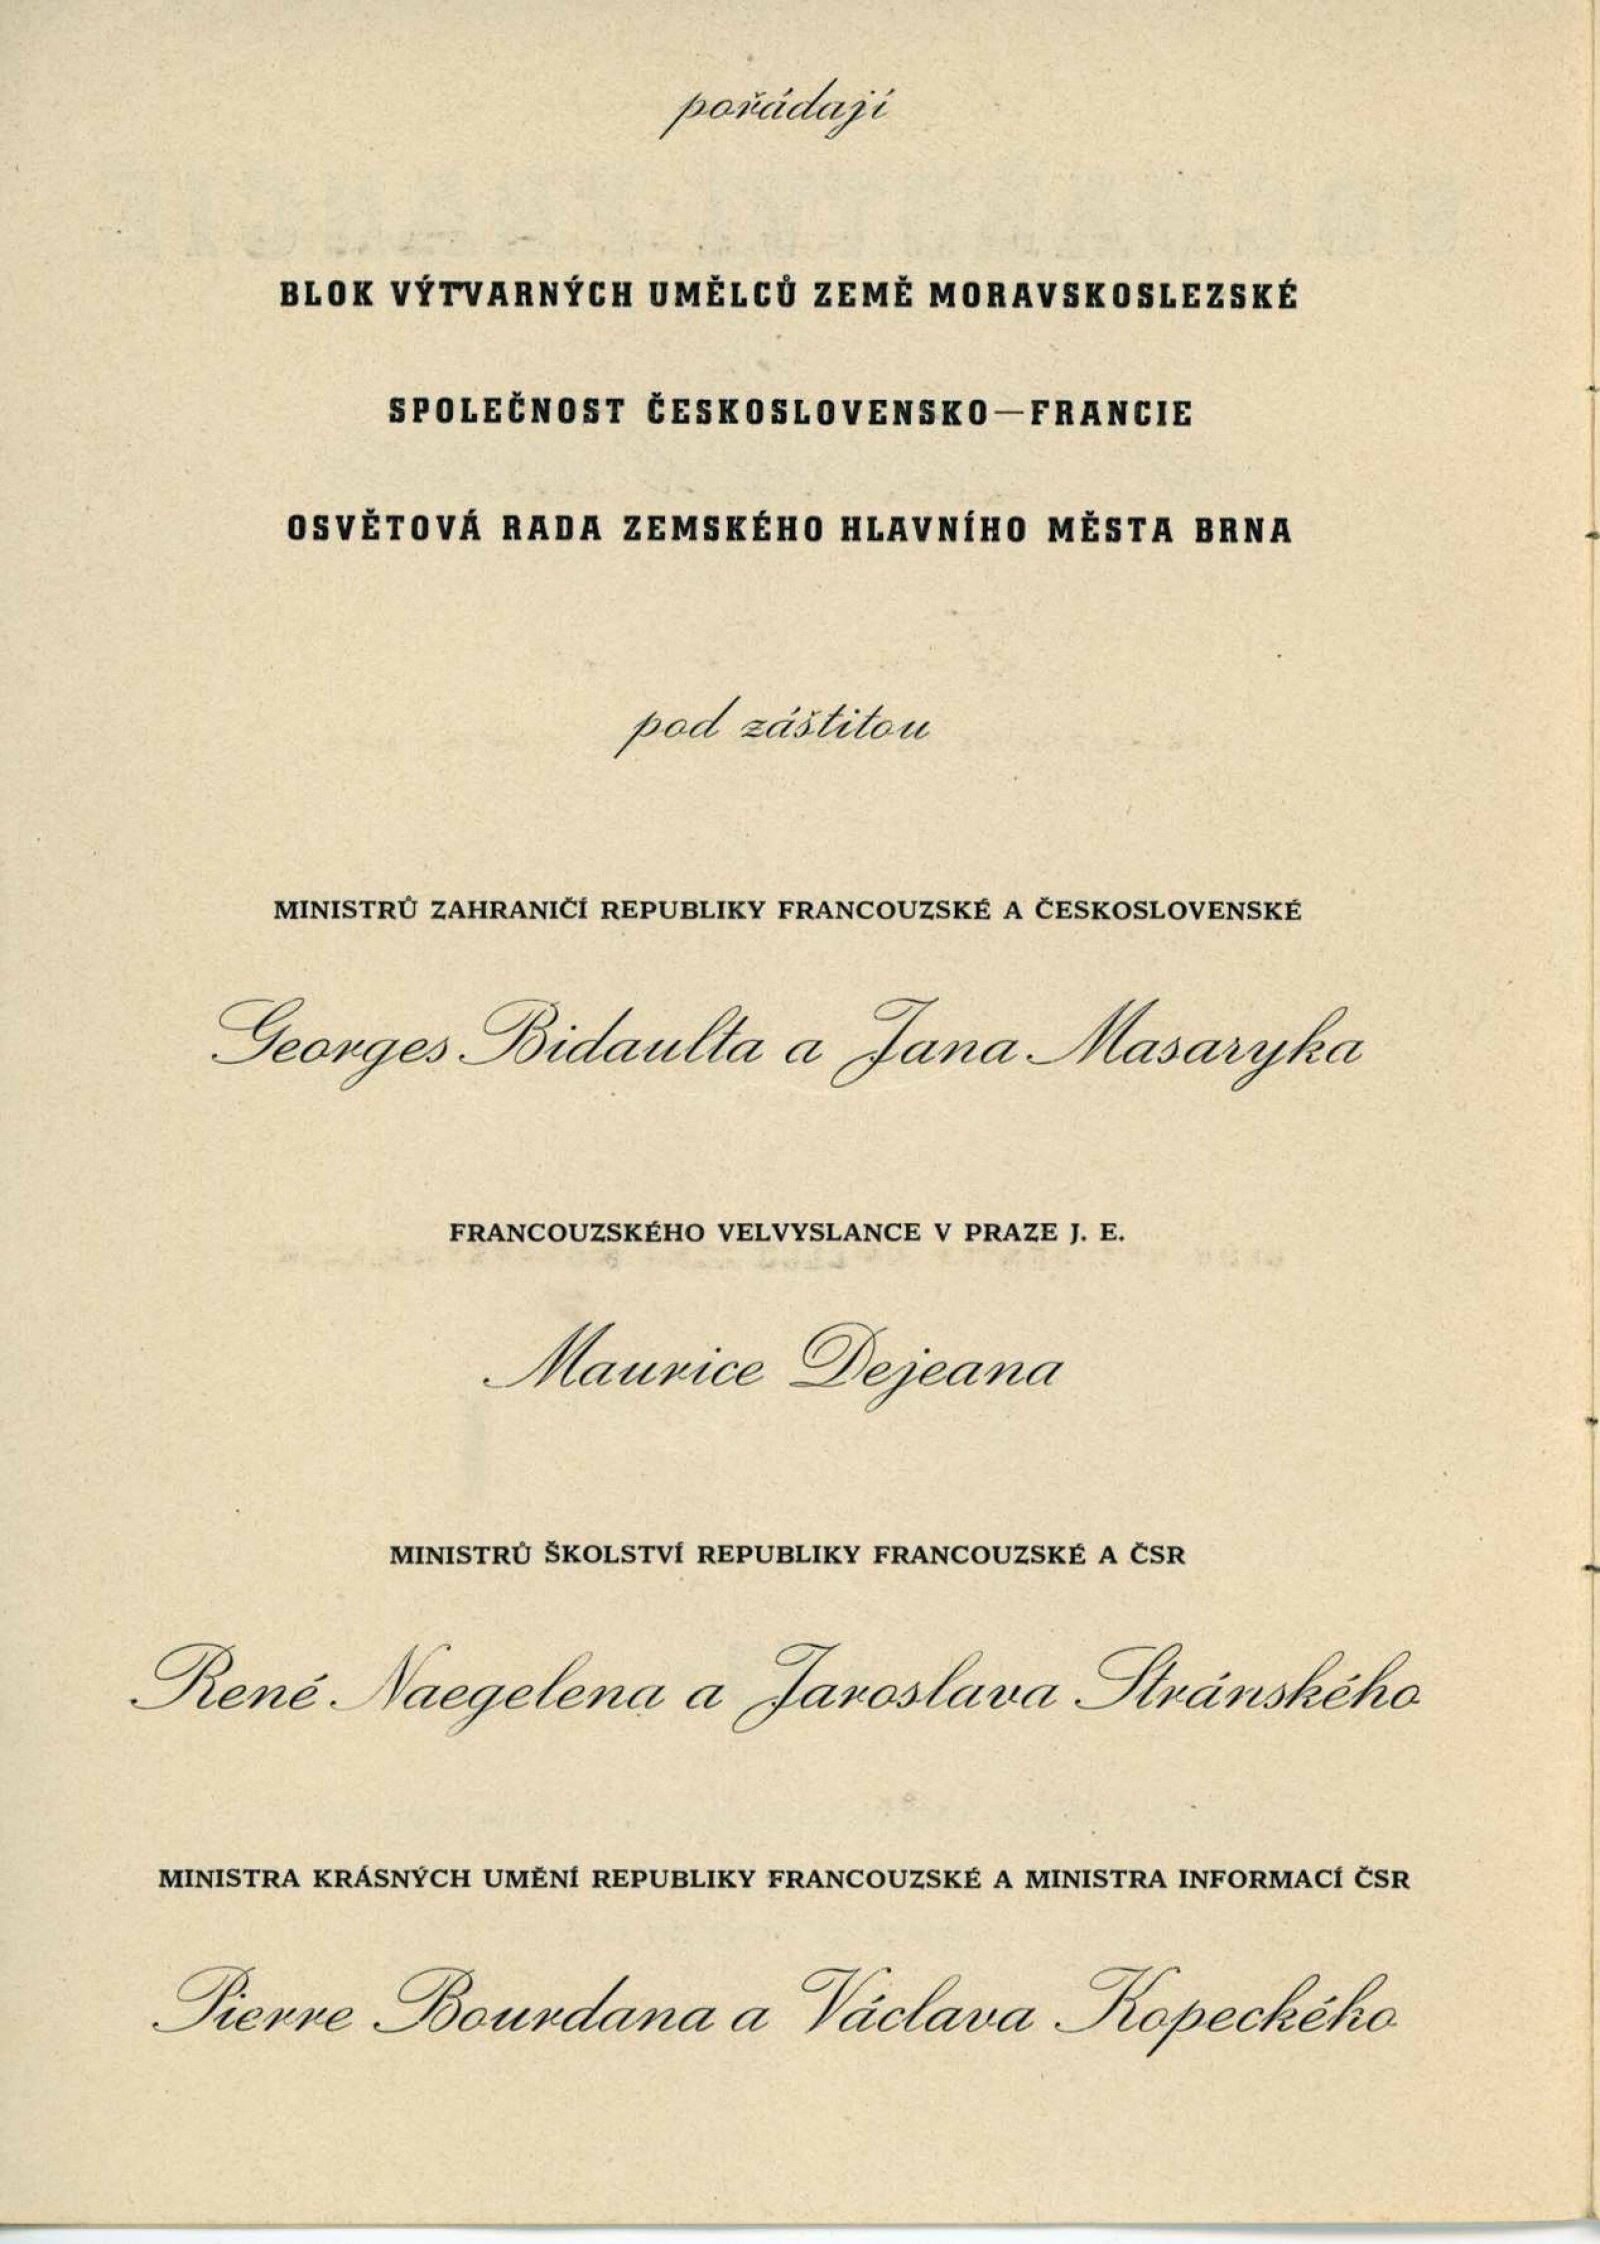 pořádají
BLOK VÝTVARNÝCH UMĚLCŮ ZEMĚ MORAVSKOSLEZSKÉ
SPOLEČNOST ČESKOSLOVENSKO—FRANCIE
OSVĚTOVÁ RADA ZEMSKÉHO HLAVNÍHO MĚSTA BRNA
pod záštitou
MINISTRŮ ZAHRANIČÍ REPUBLIKY FRANCOUZSKÉ A ČESKOSLOVENSKÉ
Georges Bidaulta a Jana Masaryka
FRANCOUZSKÉHO VELVYSLANCE V PRAZE J. E.
Maurice Dejeana
MINISTRŮ ŠKOLSTVÍ REPUBLIKY FRANCOUZSKÉ A ČSR
René Naegelena a Jaroslava Stránského
MINISTRA KRÁSNÝCH UMĚNÍ REPUBLIKY FRANCOUZSKÉ A MINISTRA INFORMACÍ ČSR
Pierre Bourdana a Václava Kopeckého